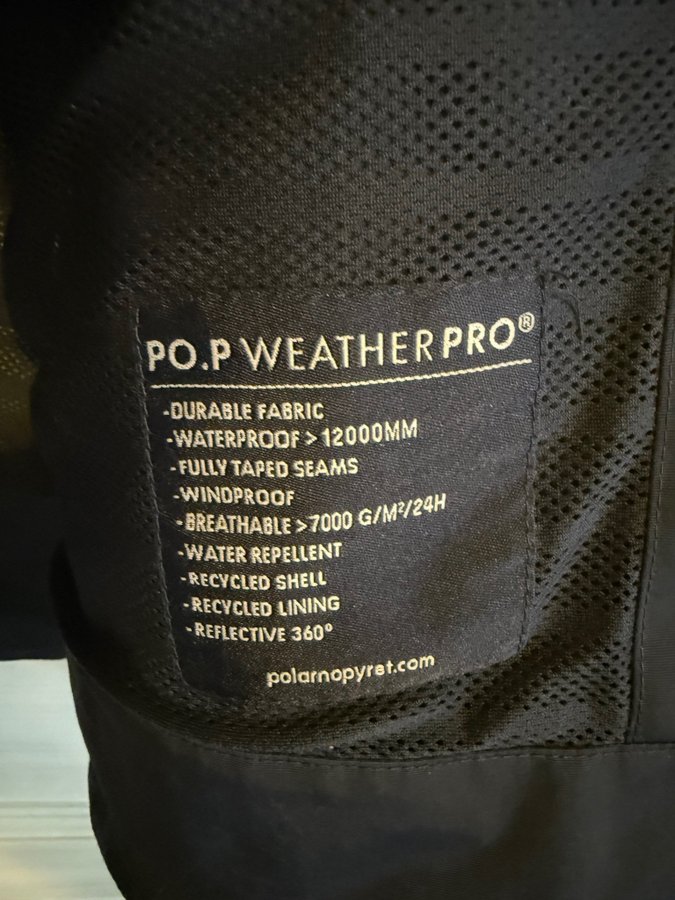 PO.P WEATHERPRO®
-DURABLE FABRIC
-WATERPROOF > 12000MM
-FULLY TAPED SEAMS
-WINDPROOF
-BREATHABLE >7000 G/M²/24H
-WATER REPELLENT
-RECYCLED SHELL
-RECYCLED LINING
-REFLECTIVE 360°
polarnopyret.com